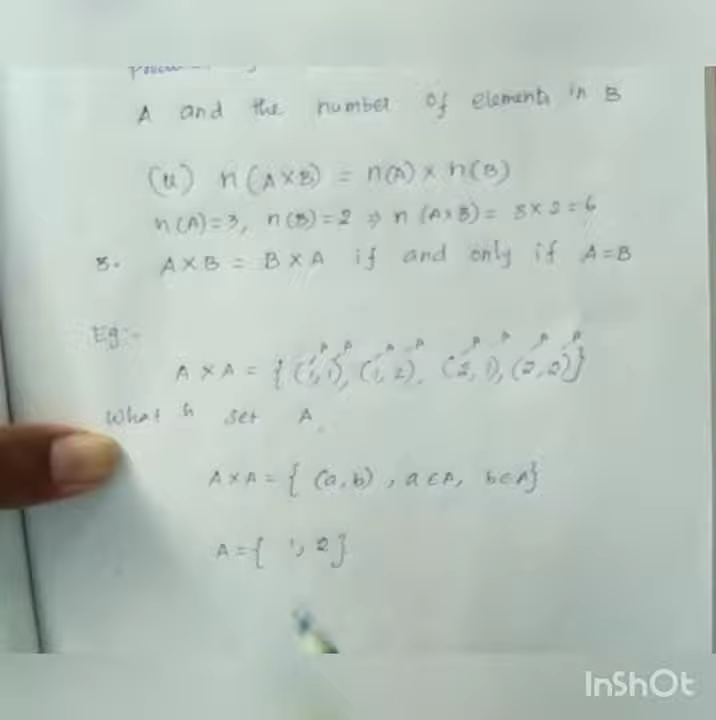 A and the number of elements in B
(ii) n(A×B) = n(A) × n(B)
n(A)=3, n(B)=2 ⇒ n(A×B)= 3×2=6
3. A×B = B×A if and only if A=B
Eg:-
A A A A A A A A
A×A = {(1,1), (1,2), (2,1), (2,2)}
What is set A
A×A = { (a,b) , a∈A, b∈A}
A={ 1, 2}
InShOt